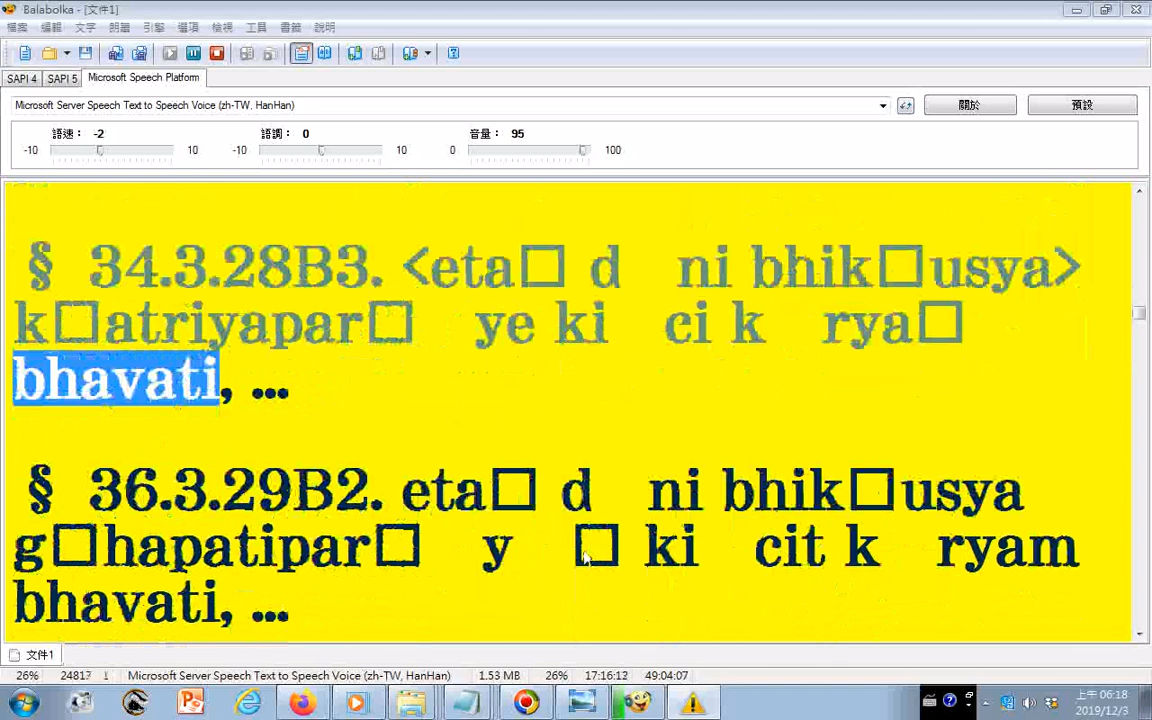 Balabolka - [文件1]
檔案 編輯 文字 朗讀 引擎 選項 檢視 工具 書籤 說明
SAPI 4 SAPI 5 Microsoft Speech Platform
Microsoft Server Speech Text to Speech Voice (zh-TW, HanHan) 關於 預設
語速： -2 語調： 0 音量： 95
-10 10 -10 10 0 100
§ 34.3.28B3. <eta□ d ni bhik□usya>
k□atriyapar□ ye ki ci k rya□
bhavati, ...
§ 36.3.29B2. eta□ d ni bhik□usya
g□hapatipar□ y □ ki cit k ryam
bhavati, ...
文件1
26% 24817 Microsoft Server Speech Text to Speech Voice (zh-TW, HanHan) 1.53 MB 26% 17:16:12 49:04:07
上午 06:18
2019/12/3